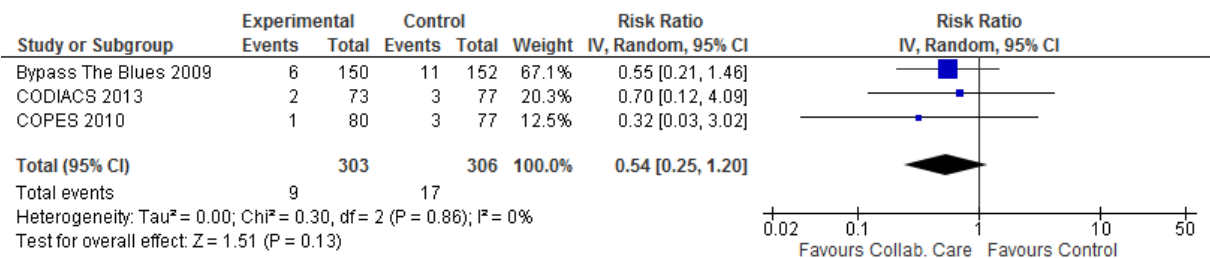 Experimental Control Risk Ratio Risk Ratio
Study or Subgroup Events Total Events Total Weight IV, Random, 95% CI IV, Random, 95% CI
Bypass The Blues 2009 6 150 11 152 67.1% 0.55 [0.21, 1.46]
CODIACS 2013 2 73 3 77 20.3% 0.70 [0.12, 4.09]
COPES 2010 1 80 3 77 12.5% 0.32 [0.03, 3.02]
Total (95% CI) 303 306 100.0% 0.54 [0.25, 1.20]
Total events 9 17
Heterogeneity: Tau² = 0.00; Chi² = 0.30, df = 2 (P = 0.86); I² = 0%
Test for overall effect: Z = 1.51 (P = 0.13)
0.02 0.1 1 10 50
Favours Collab. Care Favours Control